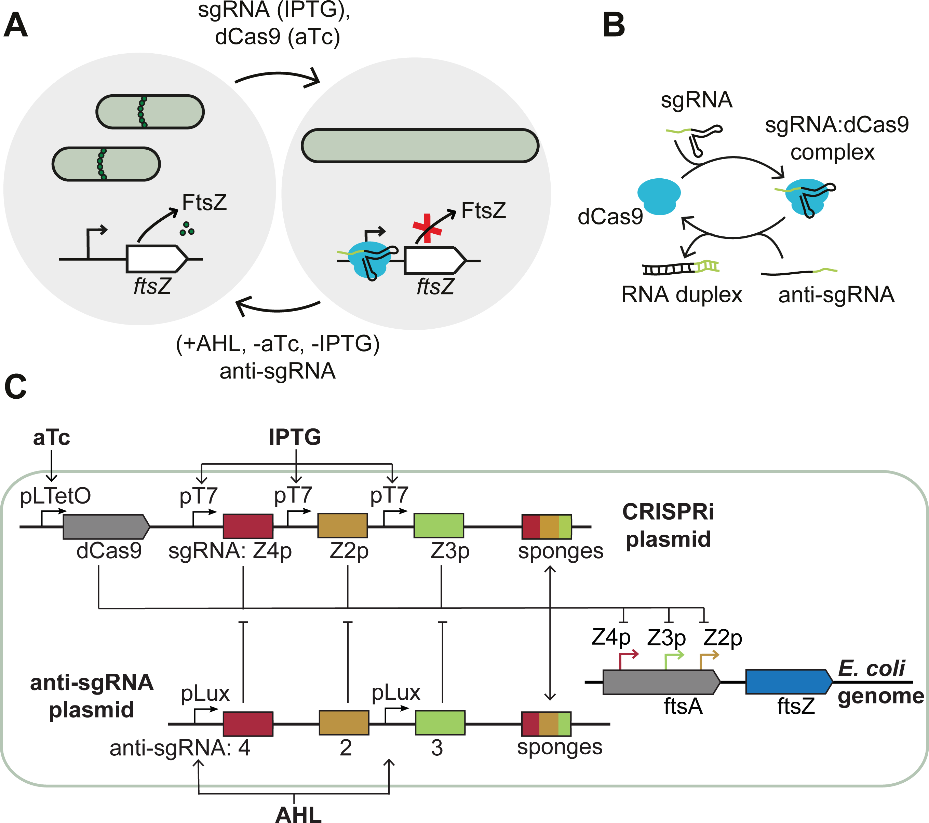 A
sgRNA (IPTG),
dCas9 (aTc)
FtsZ
ftsZ
FtsZ
ftsZ
(+AHL, -aTc, -IPTG)
anti-sgRNA
B
sgRNA
sgRNA:dCas9
complex
dCas9
RNA duplex
anti-sgRNA
C
aTc
IPTG
pLTetO
pT7
pT7
pT7
CRISPRi
plasmid
dCas9
sgRNA: Z4p
Z2p
Z3p
sponges
Z4p
Z3p
Z2p
E. coli
genome
ftsA
ftsZ
anti-sgRNA
plasmid
pLux
pLux
anti-sgRNA: 4
2
3
sponges
AHL